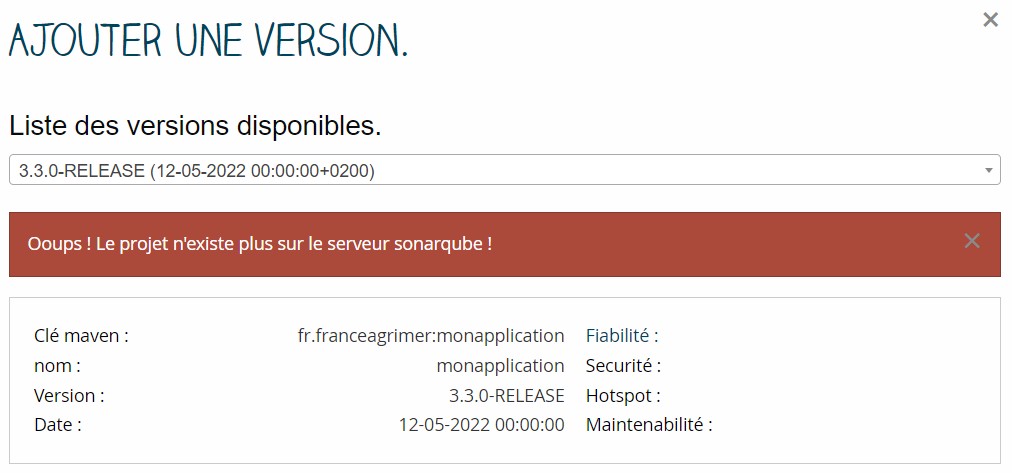 AJOUTER UNE VERSION.
Liste des versions disponibles.
3.3.0-RELEASE (12-05-2022 00:00:00+0200)
Ooups ! Le projet n'existe plus sur le serveur sonarqube !
Clé maven : fr.franceagrimer:monapplication Fiabilité :
nom : monapplication Securité :
Version : 3.3.0-RELEASE Hotspot :
Date : 12-05-2022 00:00:00 Maintenabilité :